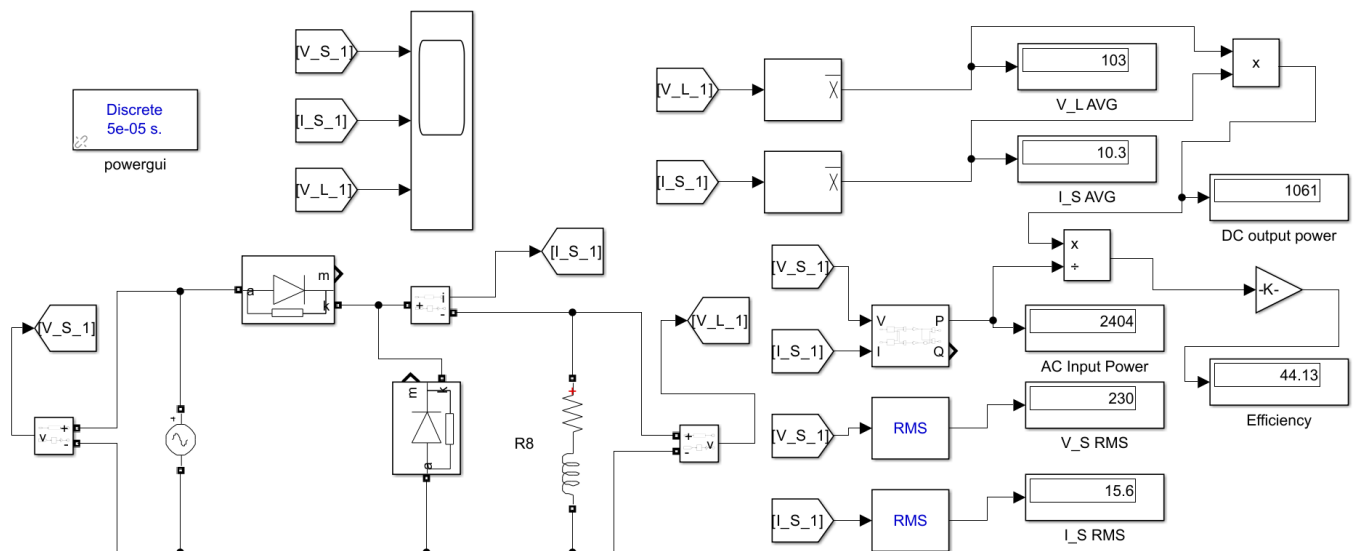 Discrete
5e-05 s.
powergui
[V_S_1]
[I_S_1]
[V_L_1]
[V_L_1]
X
103
V_L AVG
x
[I_S_1]
X
10.3
I_S AVG
1061
DC output power
m
a
k
[I_S_1]
i
+
-
[V_S_1]
v
+
-
+
m
k
a
+
R8
[V_L_1]
+
-
v
[V_S_1]
[I_S_1]
V
I
P
Q
x
÷
-K-
2404
AC Input Power
44.13
Efficiency
[V_S_1]
RMS
230
V_S RMS
[I_S_1]
RMS
15.6
I_S RMS